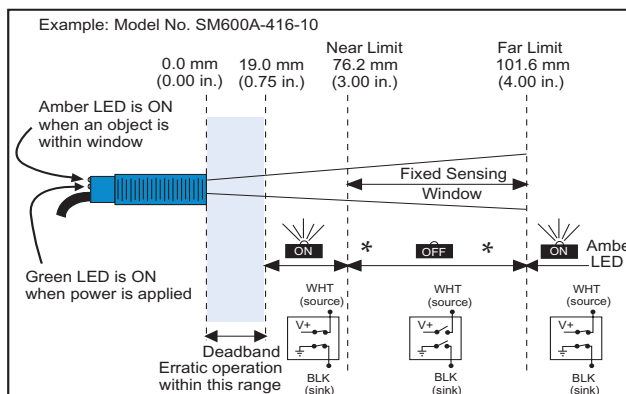 Example: Model No. SM600A-416-10
0.0 mm
(0.00 in.)
19.0 mm
(0.75 in.)
Near Limit
76.2 mm
(3.00 in.)
Far Limit
101.6 mm
(4.00 in.)
Amber LED is ON
when an object is
within window
Fixed Sensing
Window
Green LED is ON
when power is applied
ON
*
OFF
*
ON
Amber
LED
WHT
(source)
V+
BLK
(sink)
WHT
(source)
V+
BLK
(sink)
WHT
(source)
V+
BLK
(sink)
Deadband
Erratic operation
within this range